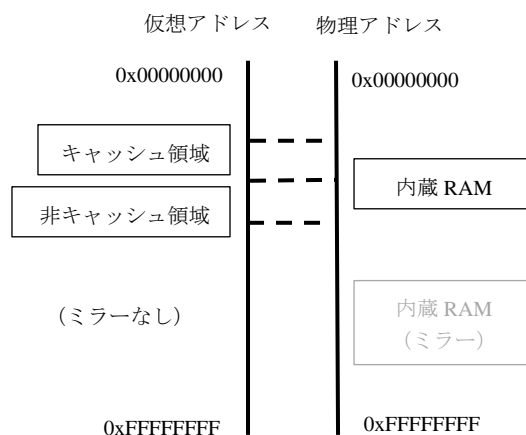 仮想アドレス 物理アドレス
0x00000000 0x00000000
キャッシュ領域
内蔵 RAM
非キャッシュ領域
（ミラーなし）
内蔵 RAM
（ミラー）
0xFFFFFFFF 0xFFFFFFFF